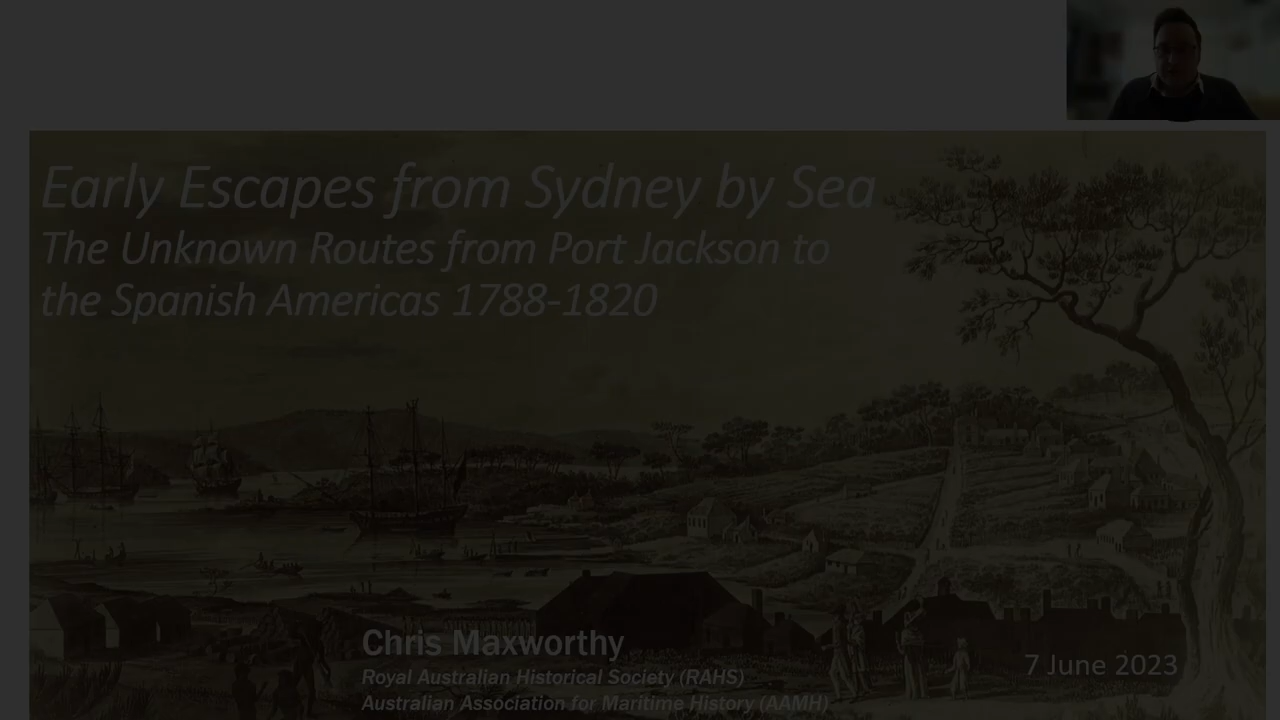 Early Escapes from Sydney by Sea
The Unknown Routes from Port Jackson to
the Spanish Americas 1788-1820
Chris Maxworthy
7 June 2023
Royal Australian Historical Society (RAHS)
Australian Association for Maritime History (AAMH)